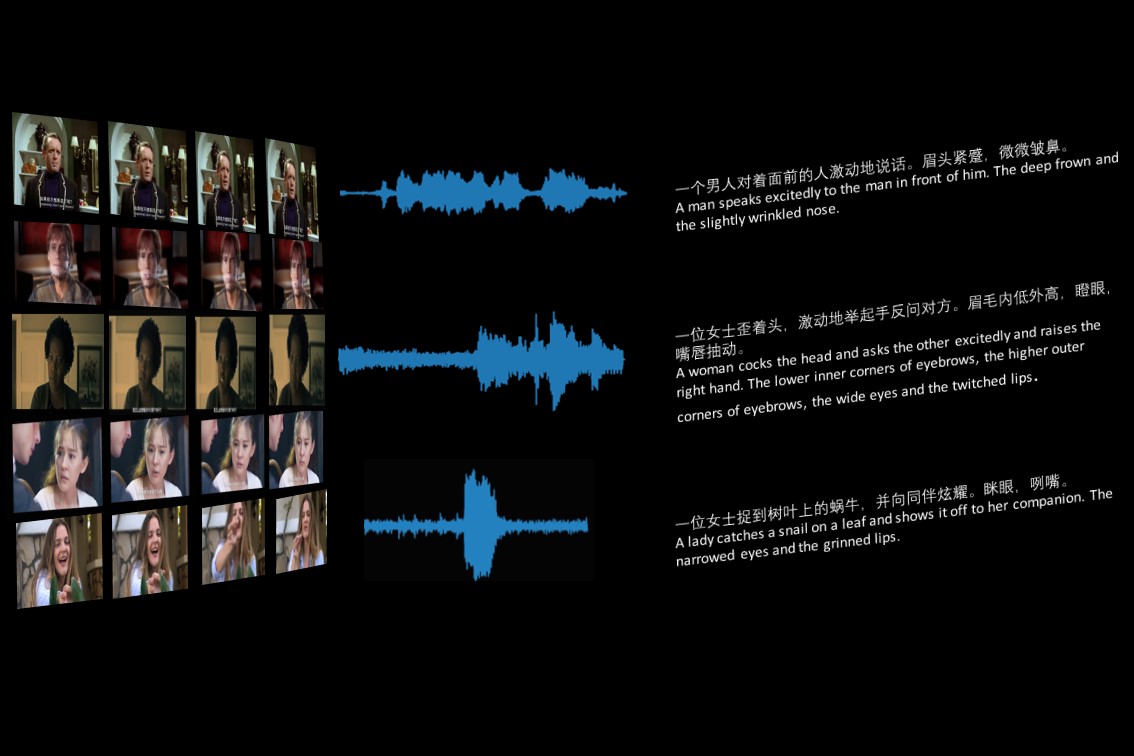 一个男人对着面前的人激动地说话。眉头紧蹙，微微皱鼻。
A man speaks excitedly to the man in front of him. The deep frown and
the slightly wrinkled nose.
一位女士歪着头，激动地举起手反问对方。眉毛内低外高，瞪眼，
嘴唇抽动。
A woman cocks the head and asks the other excitedly and raises the
right hand. The lower inner corners of eyebrows, the higher outer
corners of eyebrows, the wide eyes and the twitched lips.
一位女士捉到树叶上的蜗牛，并向同伴炫耀。眯眼，咧嘴。
A lady catches a snail on a leaf and shows it off to her companion. The
narrowed eyes and the grinned lips.